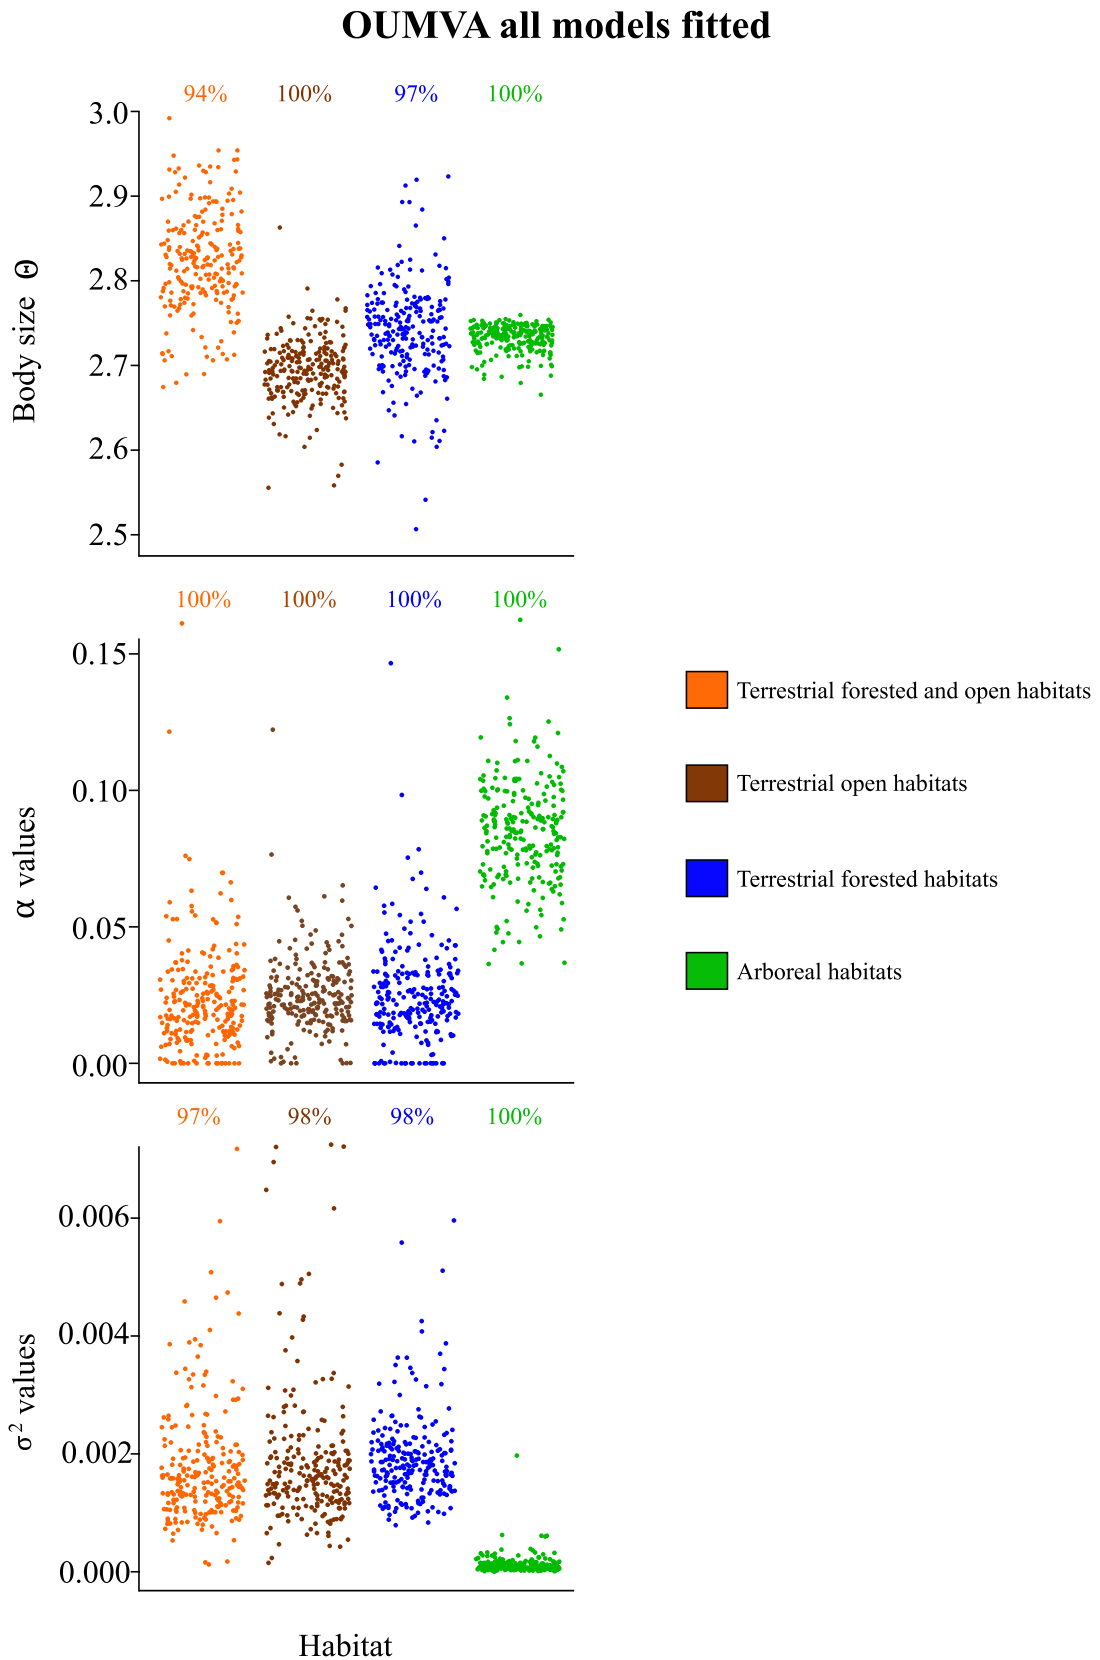 OUMVA all models fitted
94% 100% 97% 100%
3.0
2.9
2.8
2.7
2.6
2.5
Body size Θ
100% 100% 100% 100%
0.15
0.10
0.05
0.00
α values
Terrestrial forested and open habitats
Terrestrial open habitats
Terrestrial forested habitats
Arboreal habitats
97% 98% 98% 100%
0.006
0.004
0.002
0.000
σ² values
Habitat